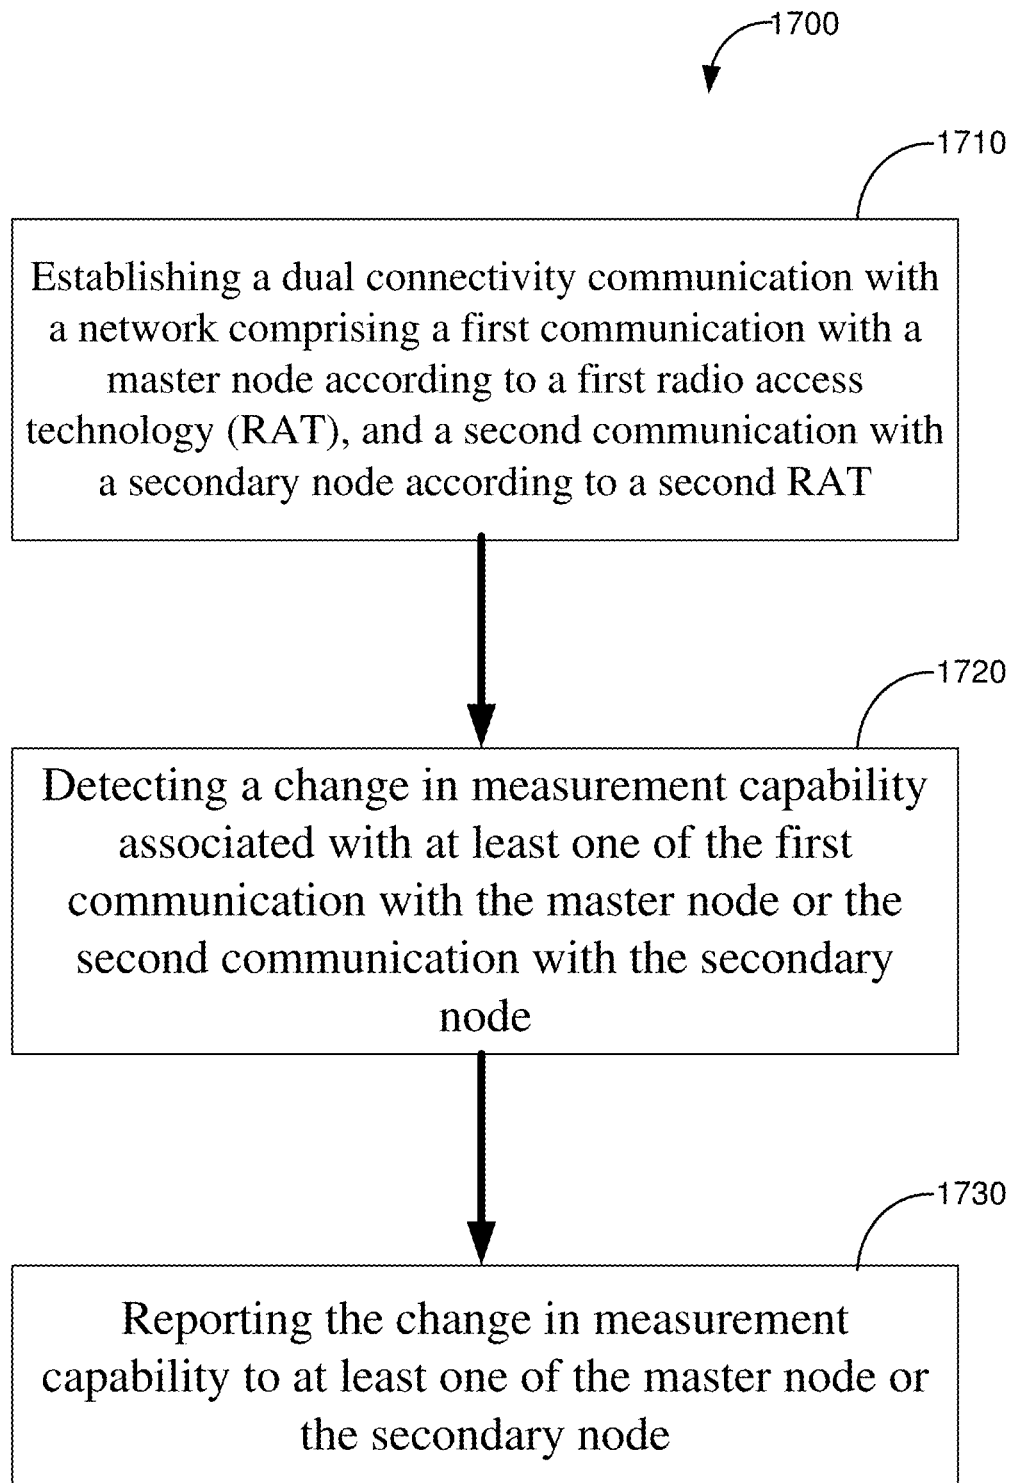 1700
1710
Establishing a dual connectivity communication with
a network comprising a first communication with a
master node according to a first radio access
technology (RAT), and a second communication with
a secondary node according to a second RAT
1720
Detecting a change in measurement capability
associated with at least one of the first
communication with the master node or the
second communication with the secondary
node
1730
Reporting the change in measurement
capability to at least one of the master node or
the secondary node